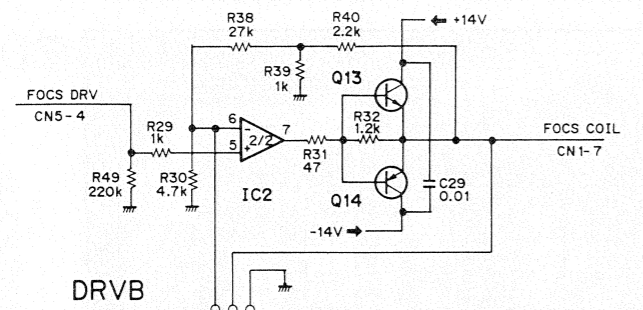 R38
27k
R40
2.2k
+14V
R39
1k
Q13
FOCS DRV
CN5-4
R29
1k
6
-
2/2
7
5
+
R32
1.2k
R31
47
FOCS COIL
CN1-7
R49
220k
R30
4.7k
IC2
Q14
C29
0.01
-14V
DRVB